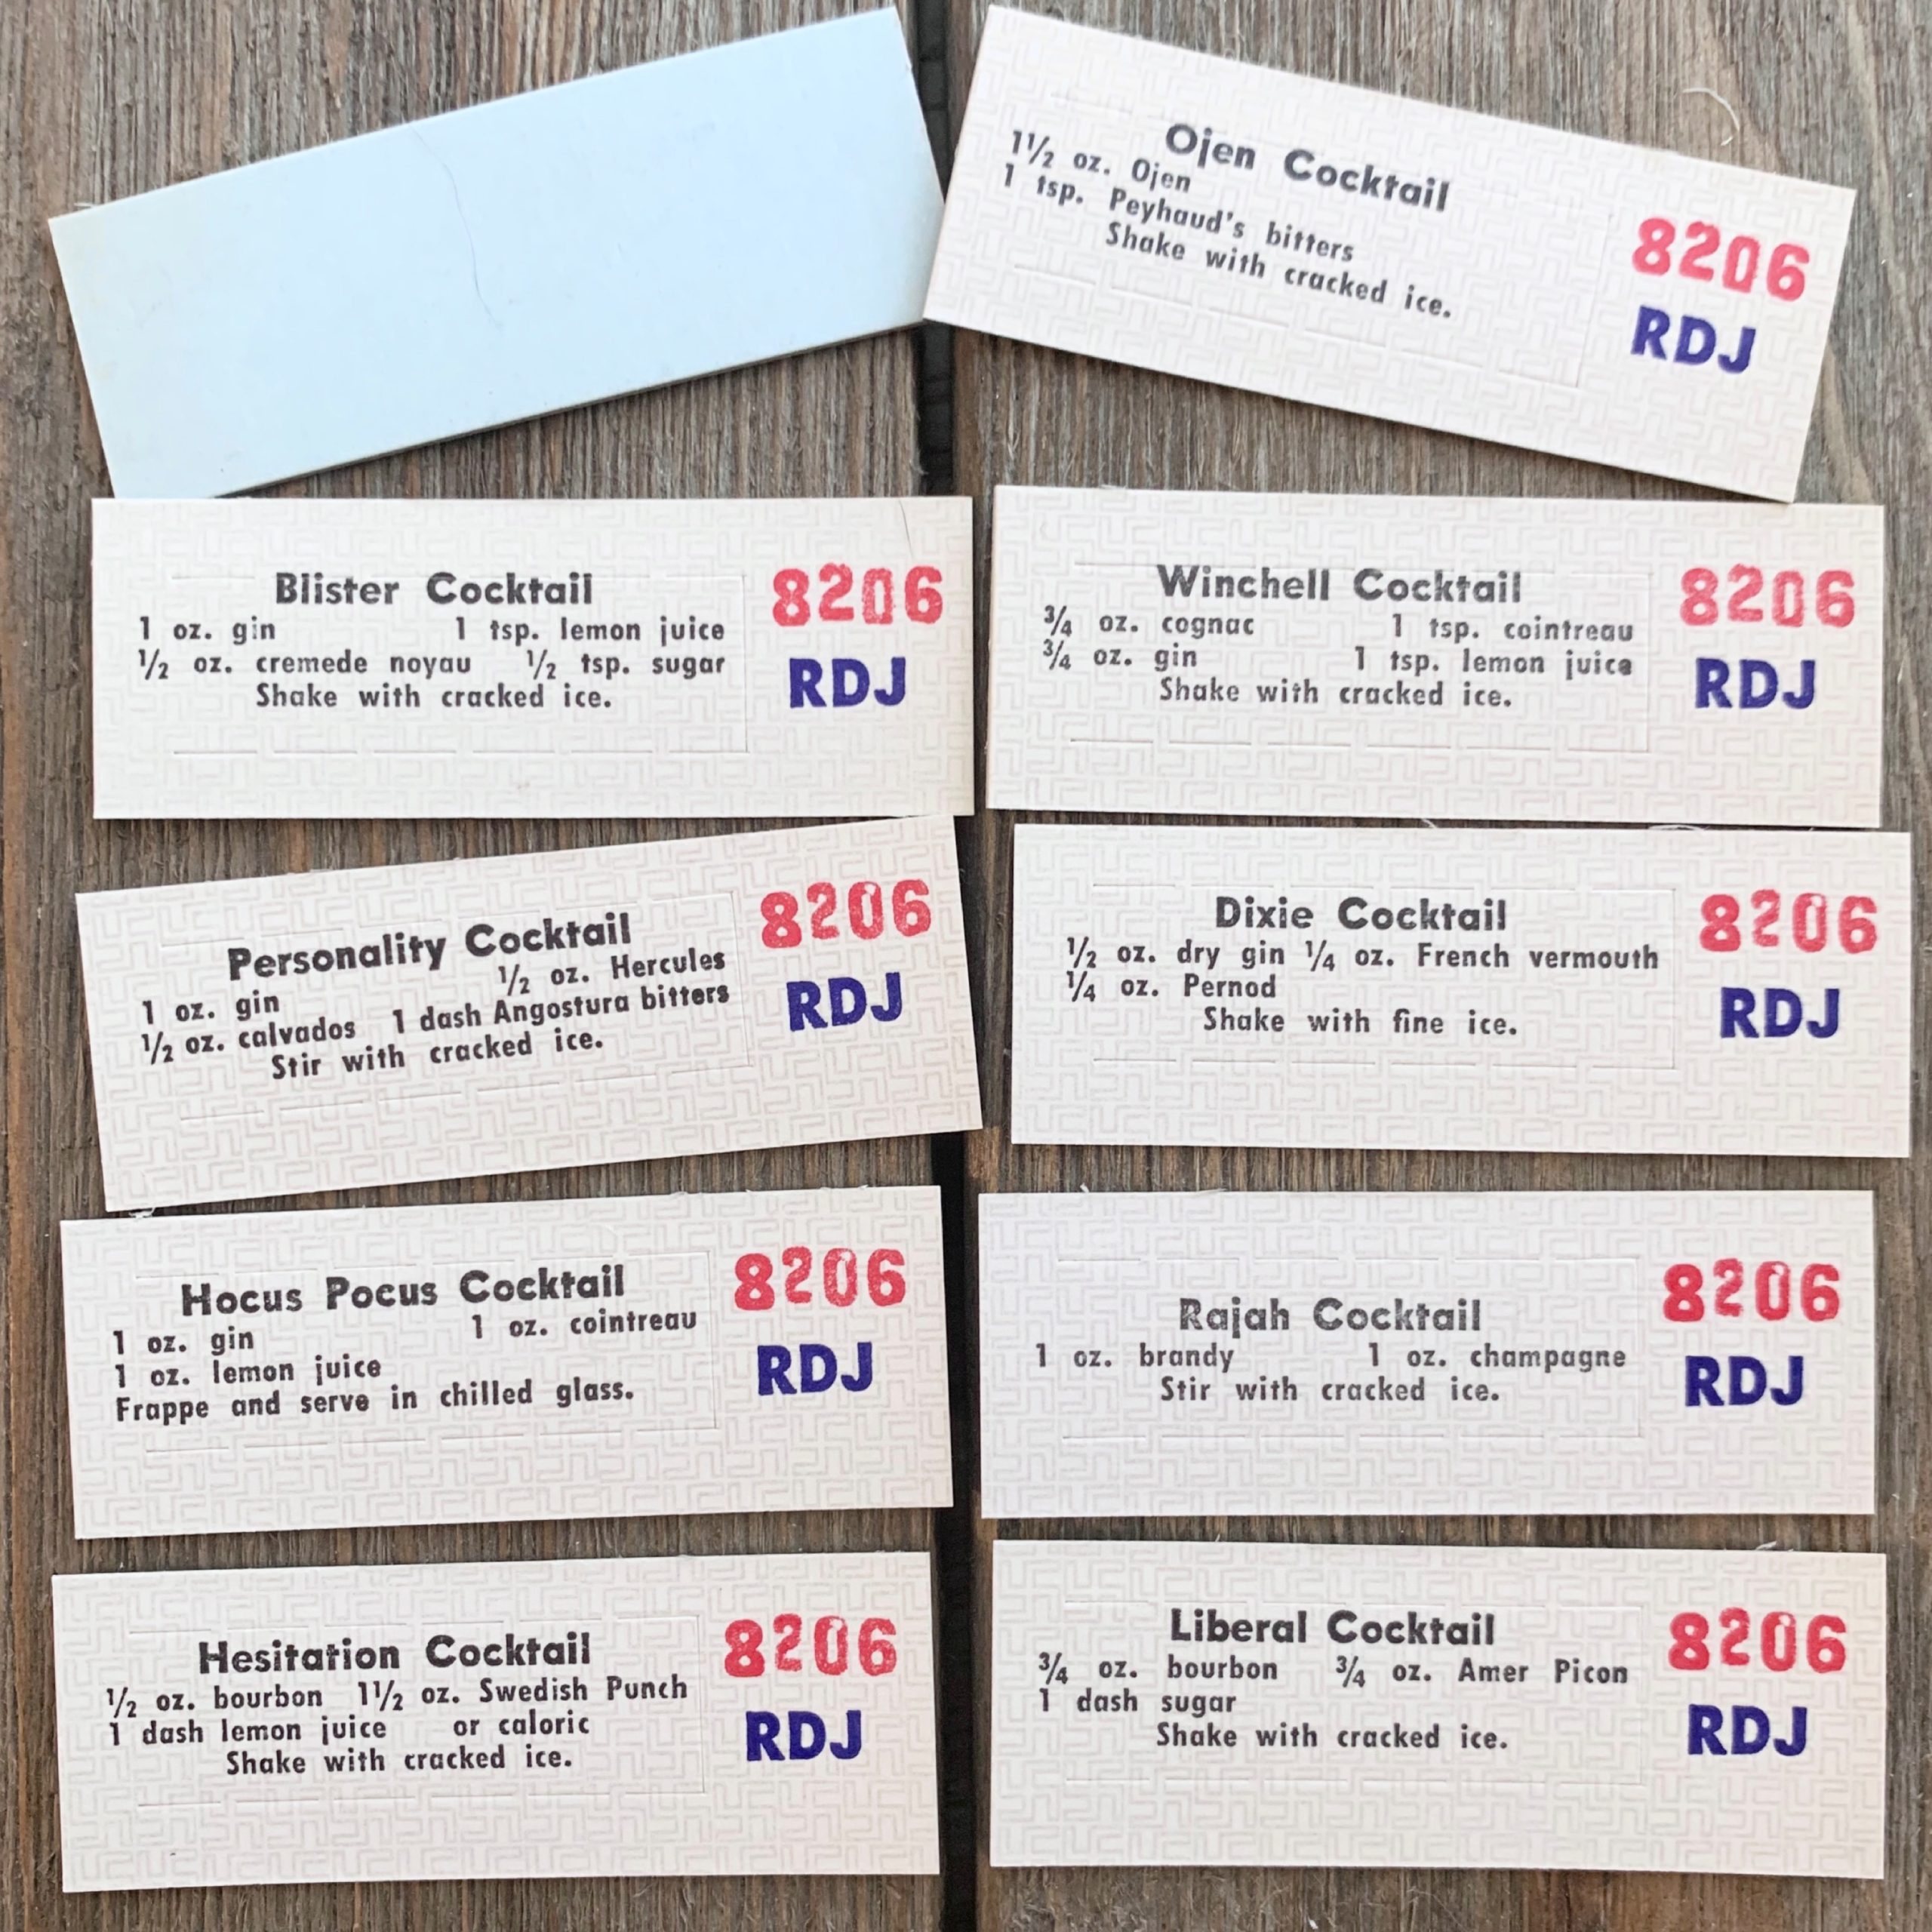 Ojen Cocktail
1½ oz. Ojen
1 tsp. Peyhaud's bitters
Shake with cracked ice.
8206
RDJ
Blister Cocktail
1 oz. gin 1 tsp. lemon juice
½ oz. cremede noyau ½ tsp. sugar
Shake with cracked ice.
8206
RDJ
Winchell Cocktail
¾ oz. cognac 1 tsp. cointreau
¾ oz. gin 1 tsp. lemon juice
Shake with cracked ice.
8206
RDJ
Personality Cocktail
1 oz. gin ½ oz. Hercules
½ oz. calvados 1 dash Angostura bitters
Stir with cracked ice.
8206
RDJ
Dixie Cocktail
½ oz. dry gin ¼ oz. French vermouth
¼ oz. Pernod
Shake with fine ice.
8206
RDJ
Hocus Pocus Cocktail
1 oz. gin 1 oz. cointreau
1 oz. lemon juice
Frappe and serve in chilled glass.
8206
RDJ
Rajah Cocktail
1 oz. brandy 1 oz. champagne
Stir with cracked ice.
8206
RDJ
Hesitation Cocktail
½ oz. bourbon 1½ oz. Swedish Punch
1 dash lemon juice or caloric
Shake with cracked ice.
8206
RDJ
Liberal Cocktail
¾ oz. bourbon ¾ oz. Amer Picon
1 dash sugar
Shake with cracked ice.
8206
RDJ